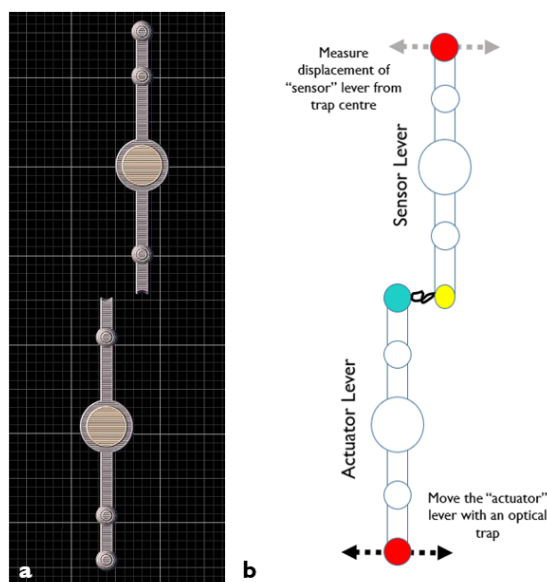 Measure
displacement of
“sensor” lever from
trap centre
Sensor Lever
Actuator Lever
Move the “actuator”
lever with an optical
trap
a
b